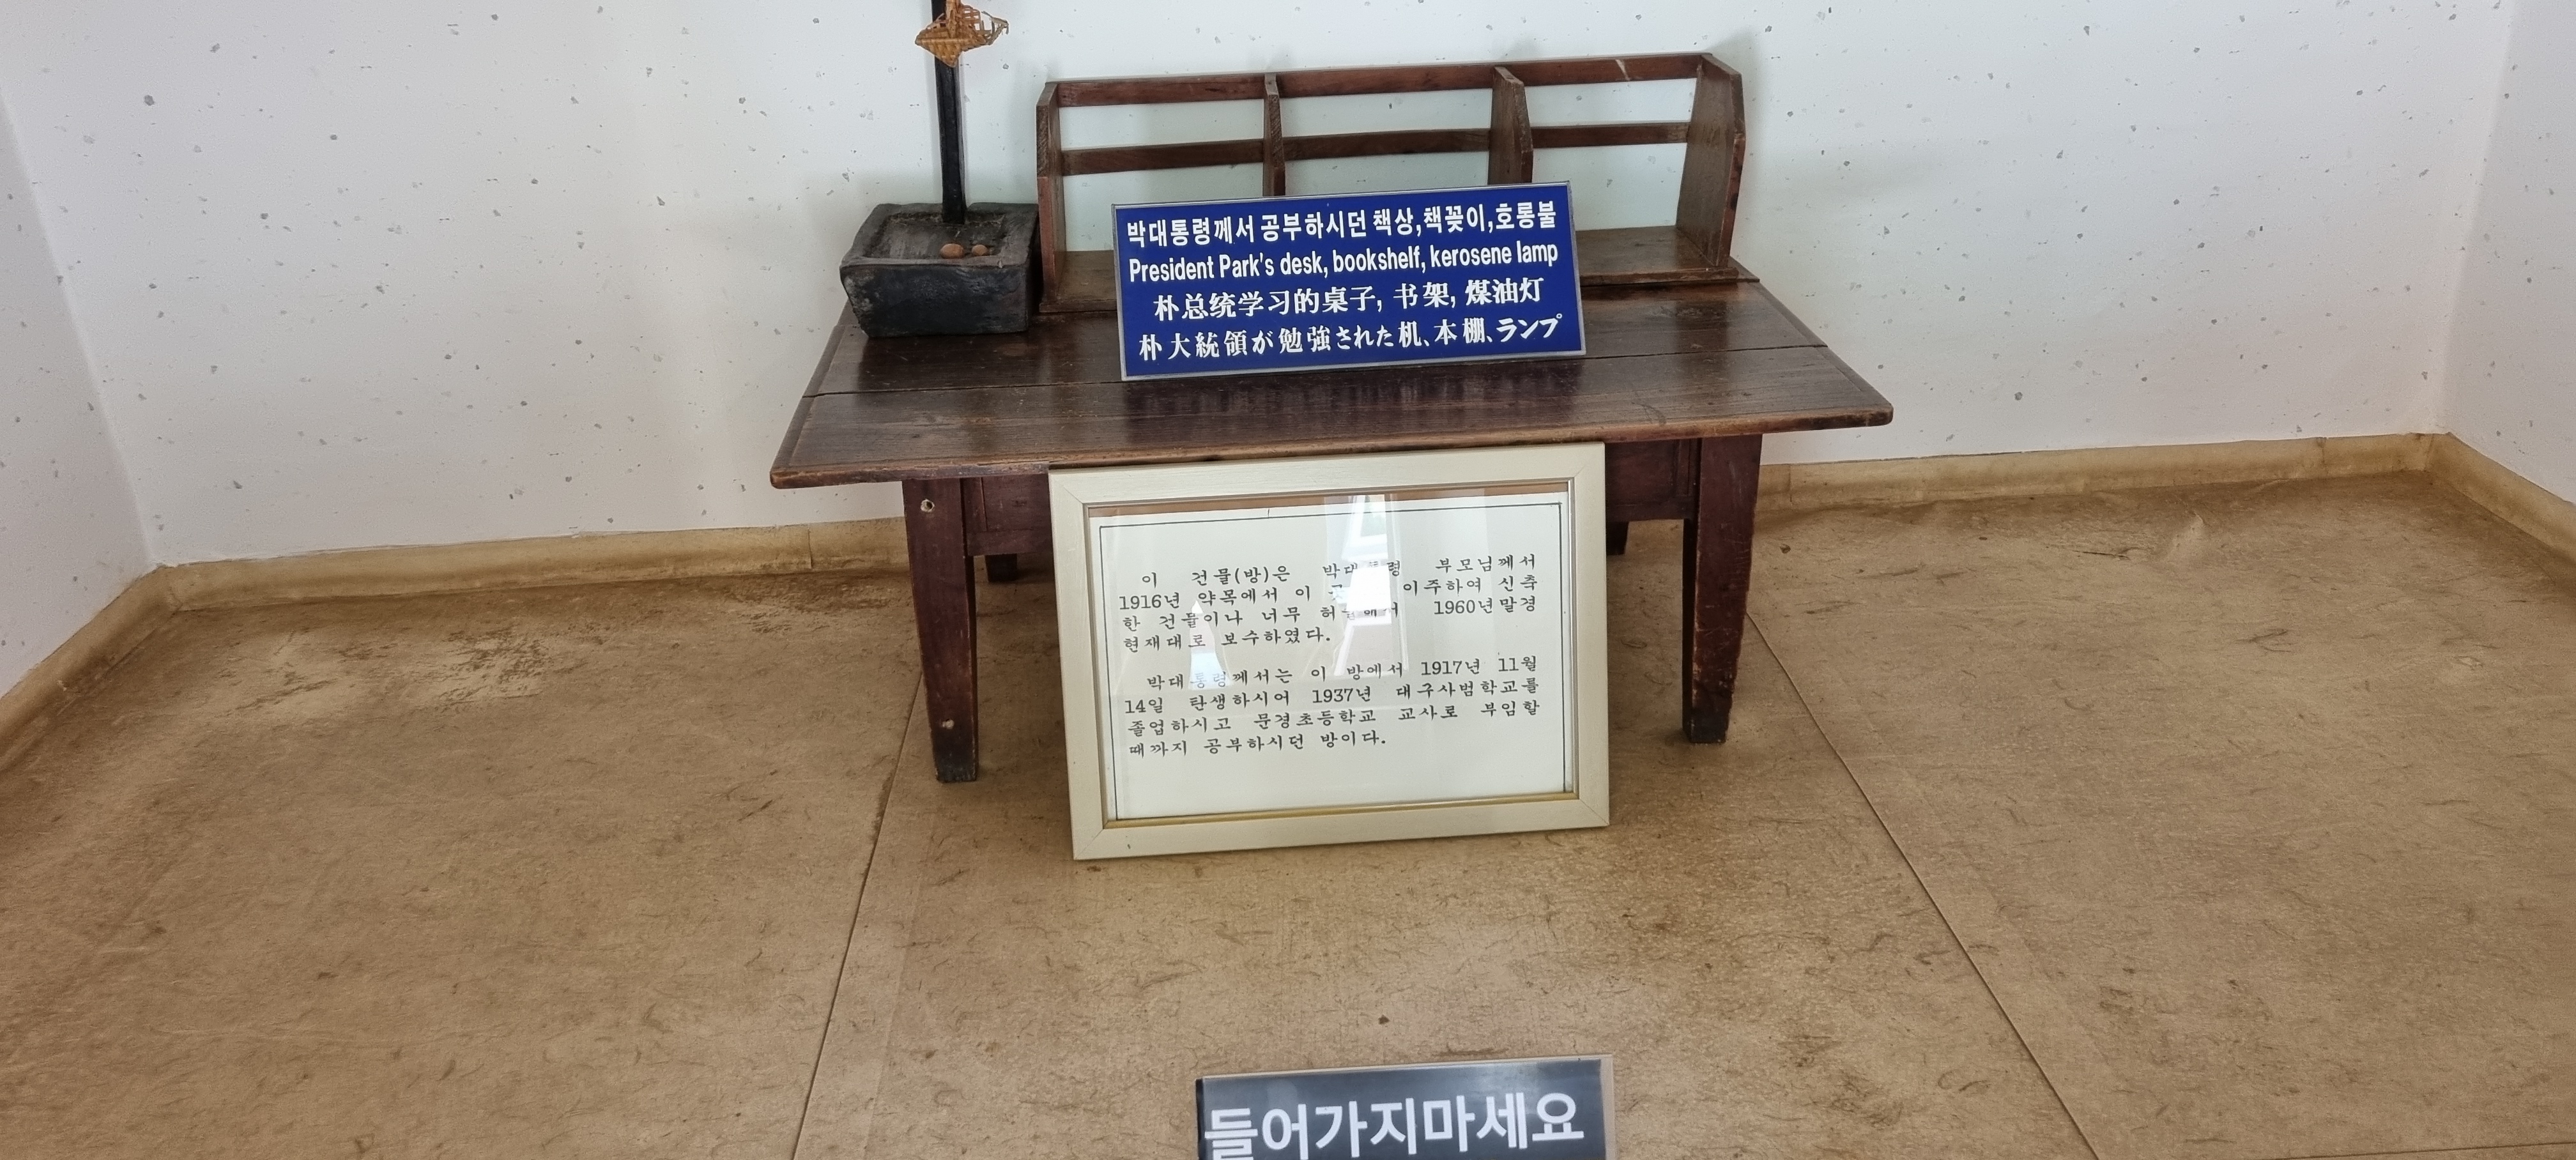 박대통령께서 공부하시던 책상,책꽂이,호롱불
President Park's desk, bookshelf, kerosene lamp
朴总统学习的桌子, 书架, 煤油灯
朴大統領が勉強された机、本棚、ランプ
이 건물(방)은 박대통령 부모님께서
1916년 약목에서 이 이주하여 신축
한 건물이나 너무 1960년말경
현재대로 보수하였다.
박대통령께서는 이 방에서 1917년 11월
14일 탄생하시어 1937년 대구사범학교를
졸업하시고 문경초등학교 교사로 부임할
때까지 공부하시던 방이다.
들어가지마세요